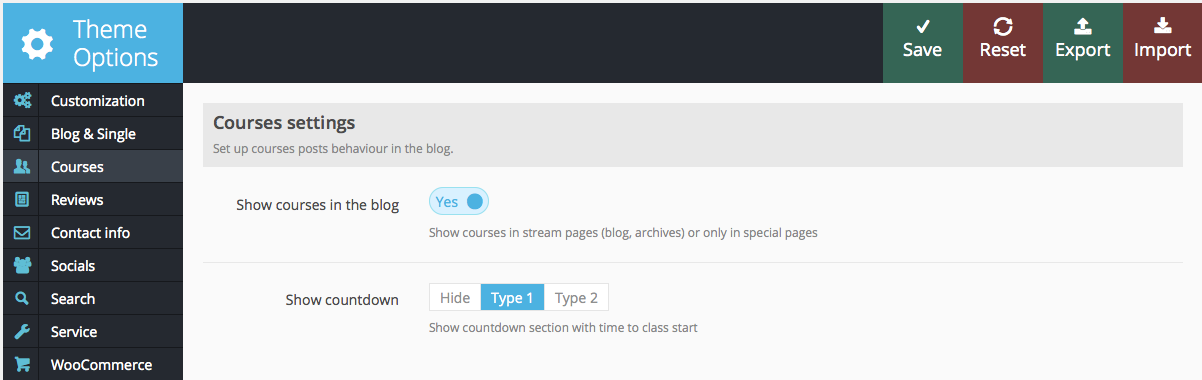 Theme
Options
Save
Reset
Export
Import
Customization
Blog & Single
Courses
Reviews
Contact info
Socials
Search
Service
WooCommerce
Courses settings
Set up courses posts behaviour in the blog.
Show courses in the blog
Yes
Show courses in stream pages (blog, archives) or only in special pages
Show countdown
Hide Type 1 Type 2
Show countdown section with time to class start